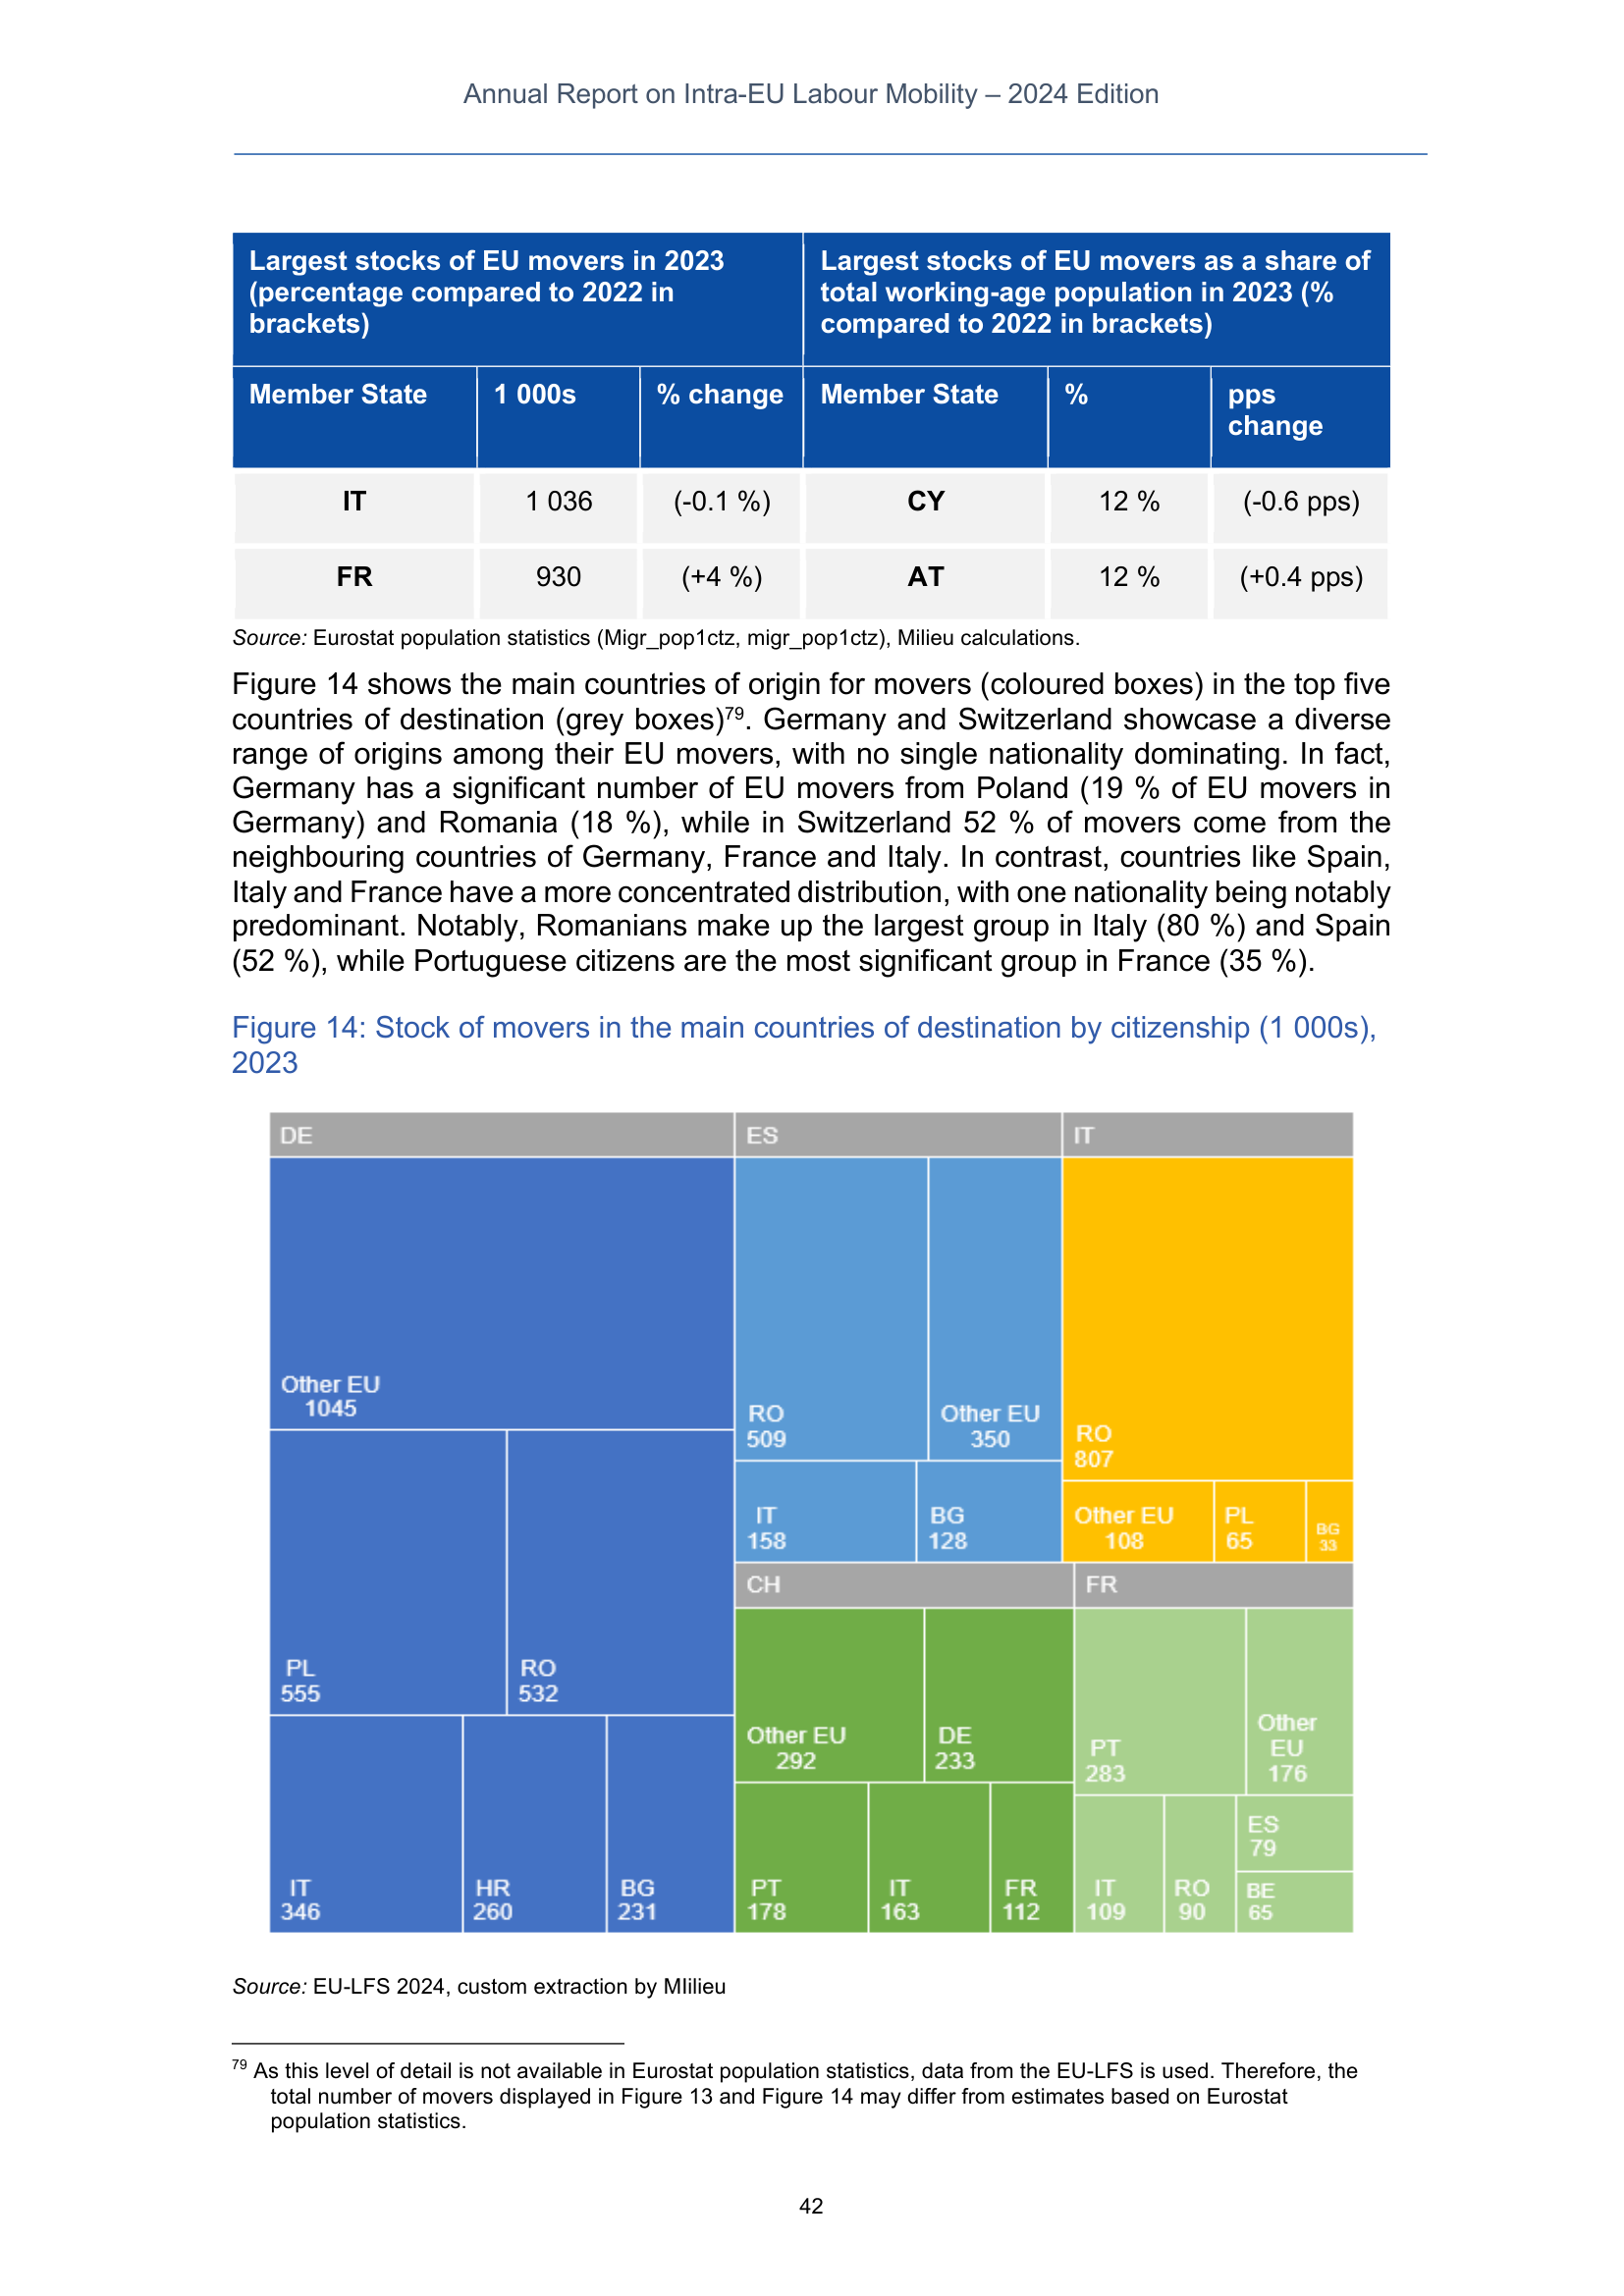 Annual Report on Intra-EU Labour Mobility – 2024 Edition
Largest stocks of EU movers in 2023
(percentage compared to 2022 in
brackets)
Largest stocks of EU movers as a share of
total working-age population in 2023 (%
compared to 2022 in brackets)
Member State 1 000s % change Member State % pps
change
IT 1 036 (-0.1 %) CY 12 % (-0.6 pps)
FR 930 (+4 %) AT 12 % (+0.4 pps)
Source: Eurostat population statistics (Migr_pop1ctz, migr_pop1ctz), Milieu calculations.
Figure 14 shows the main countries of origin for movers (coloured boxes) in the top five
countries of destination (grey boxes)79. Germany and Switzerland showcase a diverse
range of origins among their EU movers, with no single nationality dominating. In fact,
Germany has a significant number of EU movers from Poland (19 % of EU movers in
Germany) and Romania (18 %), while in Switzerland 52 % of movers come from the
neighbouring countries of Germany, France and Italy. In contrast, countries like Spain,
Italy and France have a more concentrated distribution, with one nationality being notably
predominant. Notably, Romanians make up the largest group in Italy (80 %) and Spain
(52 %), while Portuguese citizens are the most significant group in France (35 %).
Figure 14: Stock of movers in the main countries of destination by citizenship (1 000s),
2023
DE
Other EU
1045
PL
555
RO
532
IT
346
HR
260
BG
231
ES
RO
509
Other EU
350
IT
158
BG
128
IT
RO
807
Other EU
108
PL
65
BG
33
CH
Other EU
292
DE
233
PT
178
IT
163
FR
112
FR
PT
283
Other
EU
176
IT
109
RO
90
ES
79
BE
65
Source: EU-LFS 2024, custom extraction by MIilieu
79 As this level of detail is not available in Eurostat population statistics, data from the EU-LFS is used. Therefore, the
total number of movers displayed in Figure 13 and Figure 14 may differ from estimates based on Eurostat
population statistics.
42